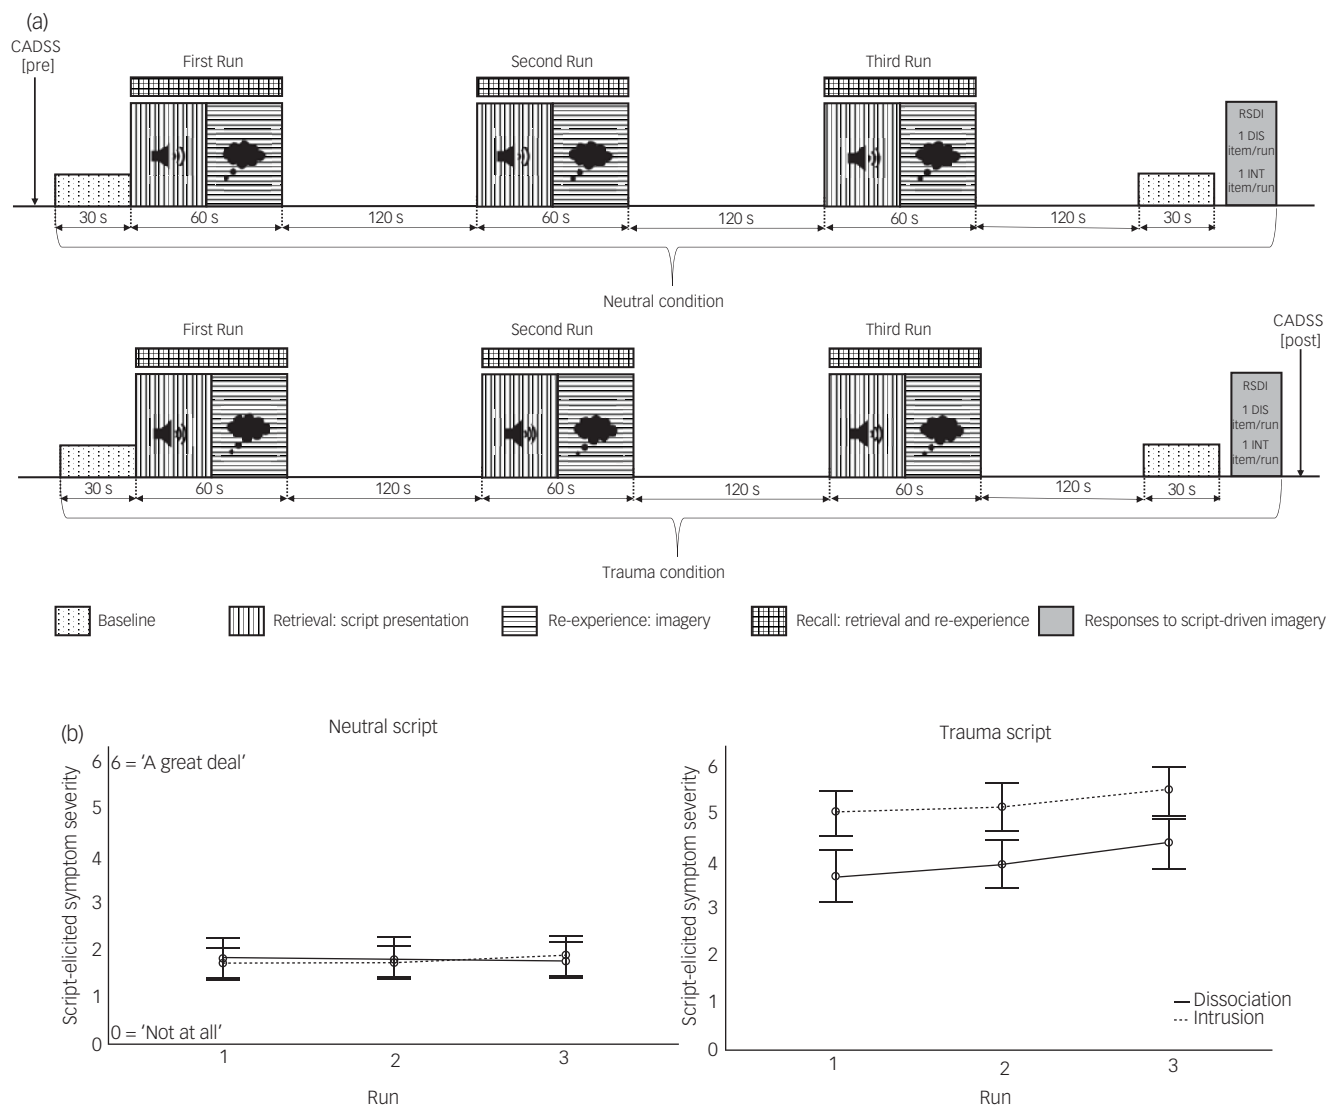 (a)
CADSS
[pre]
First Run
Second Run
Third Run
RSDI
1 DIS
item/run
1 INT
item/run
30 s
60 s
120 s
60 s
120 s
60 s
120 s
30 s
Neutral condition
First Run
Second Run
Third Run
CADSS
[post]
RSDI
1 DIS
item/run
1 INT
item/run
30 s
60 s
120 s
60 s
120 s
60 s
120 s
30 s
Trauma condition
Baseline
Retrieval: script presentation
Re-experience: imagery
Recall: retrieval and re-experience
Responses to script-driven imagery
(b)
Neutral script
Script-elicited symptom severity
6
5
4
3
2
1
0
6 = ‘A great deal’
0 = ‘Not at all’
1
2
3
Run
Trauma script
Script-elicited symptom severity
6
5
4
3
2
1
0
Dissociation
Intrusion
1
2
3
Run